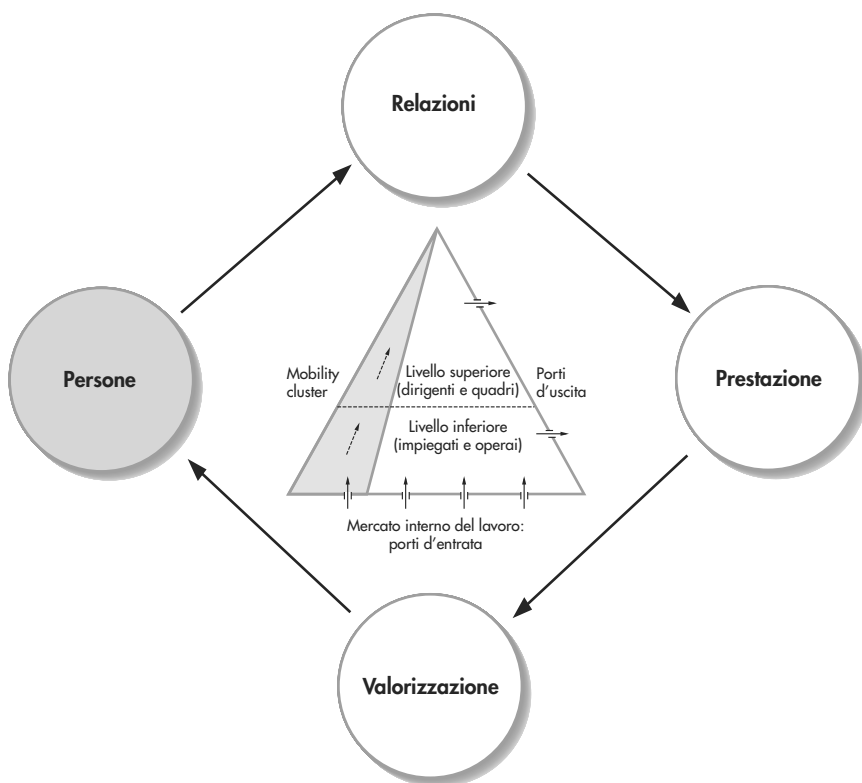 Relazioni
Persone
Mobility
cluster
Livello superiore
(dirigenti e quadri)
Porti
d'uscita
Prestazione
Livello inferiore
(impiegati e operai)
Mercato interno del lavoro:
porti d'entrata
Valorizzazione